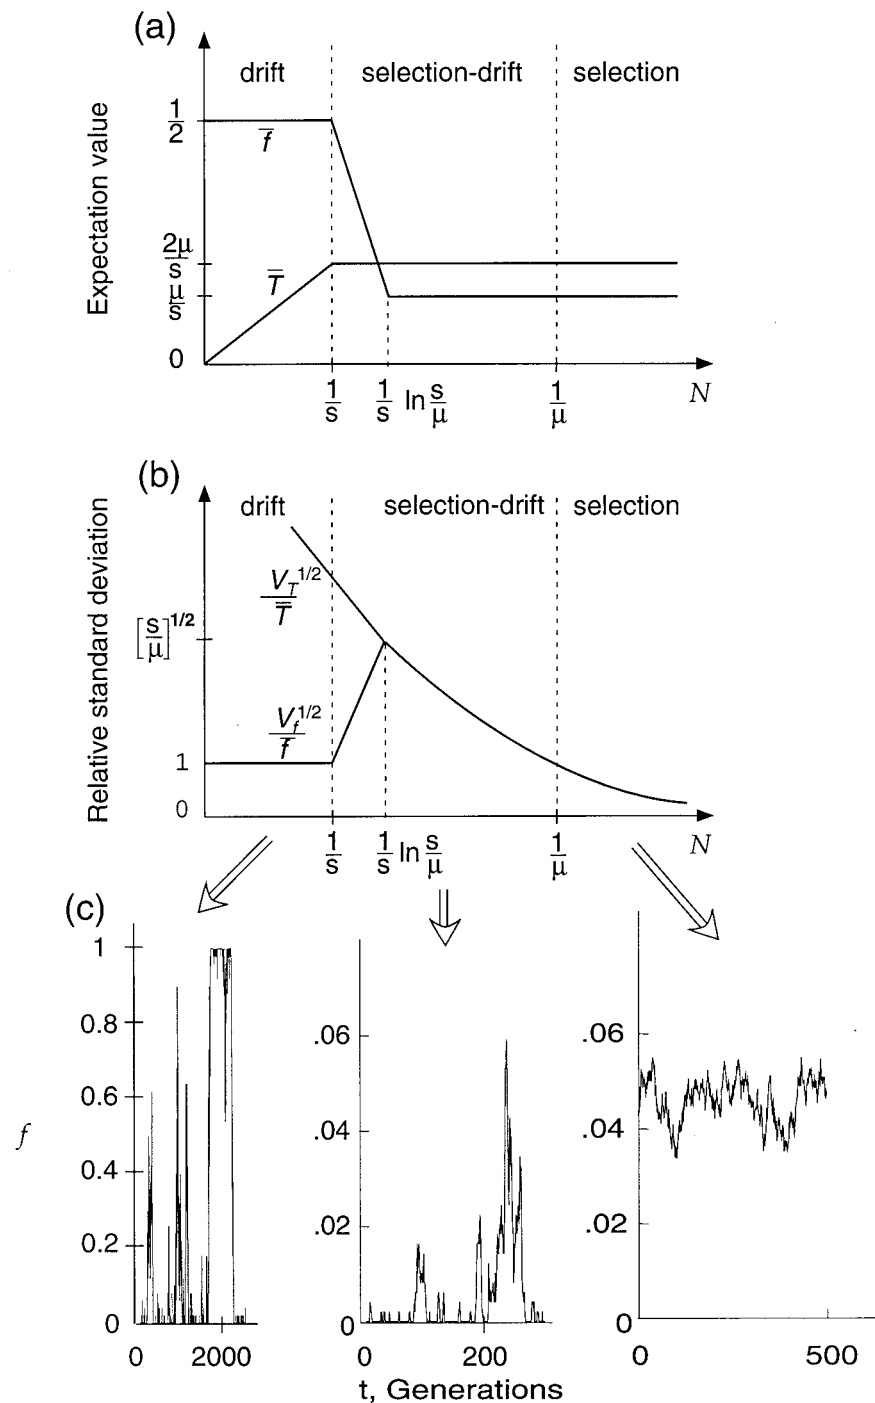 (a)
drift selection-drift selection
Expectation value
1/2
f̅
2μ/s
T̅
μ/s
0
1/s 1/s ln s/μ 1/μ N
(b)
drift selection-drift selection
Relative standard deviation
V_T^1/2 / T̅
[s/μ]^1/2
V_f^1/2 / f̅
1
0
1/s 1/s ln s/μ 1/μ N
(c)
f
1
0.8
0.6
0.4
0.2
0
0 2000
.06
.04
.02
0
0 200
.06
.04
.02
0
0 500
t, Generations